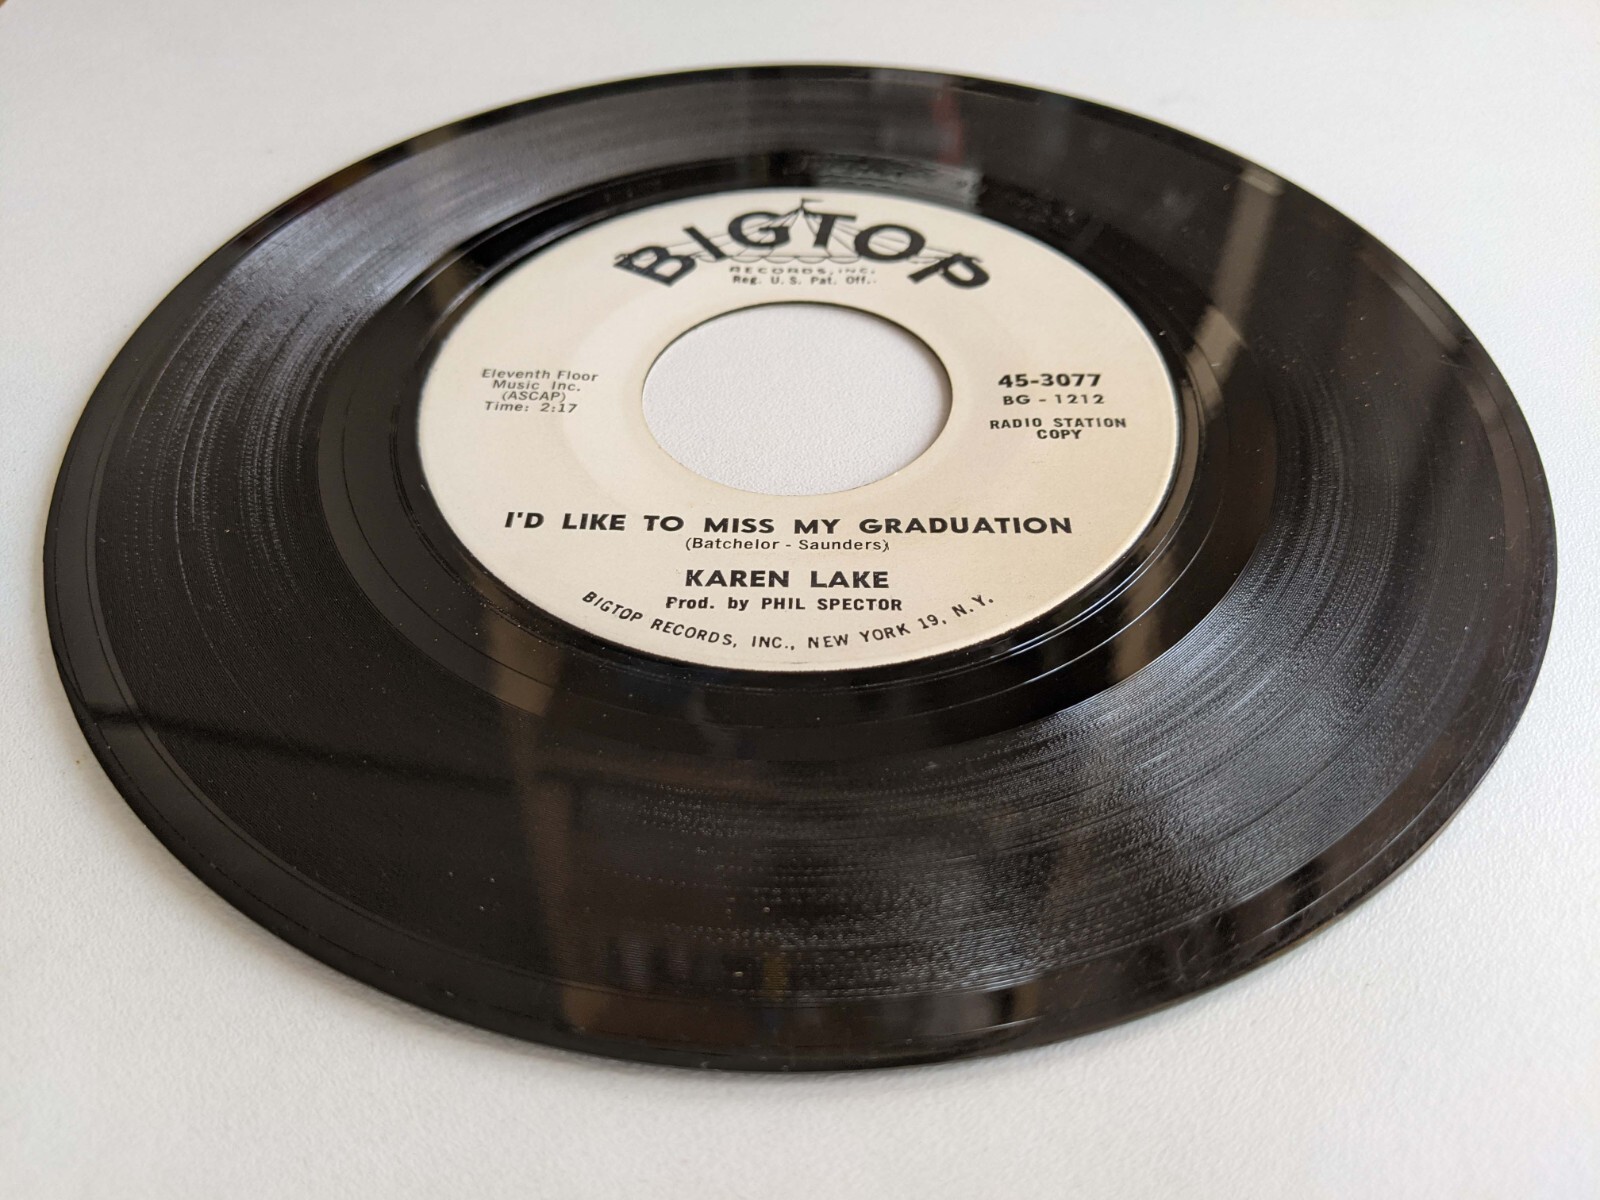 BIGTOP
RECORDS, INC.
Reg. U. S. Pat. Off.
Eleventh Floor
Music Inc.
(ASCAP)
Time: 2:17
45-3077
BG - 1212
RADIO STATION
COPY
I'D LIKE TO MISS MY GRADUATION
(Batchelor - Saunders)
KAREN LAKE
Prod. by PHIL SPECTOR
BIGTOP RECORDS, INC., NEW YORK 19, N.Y.